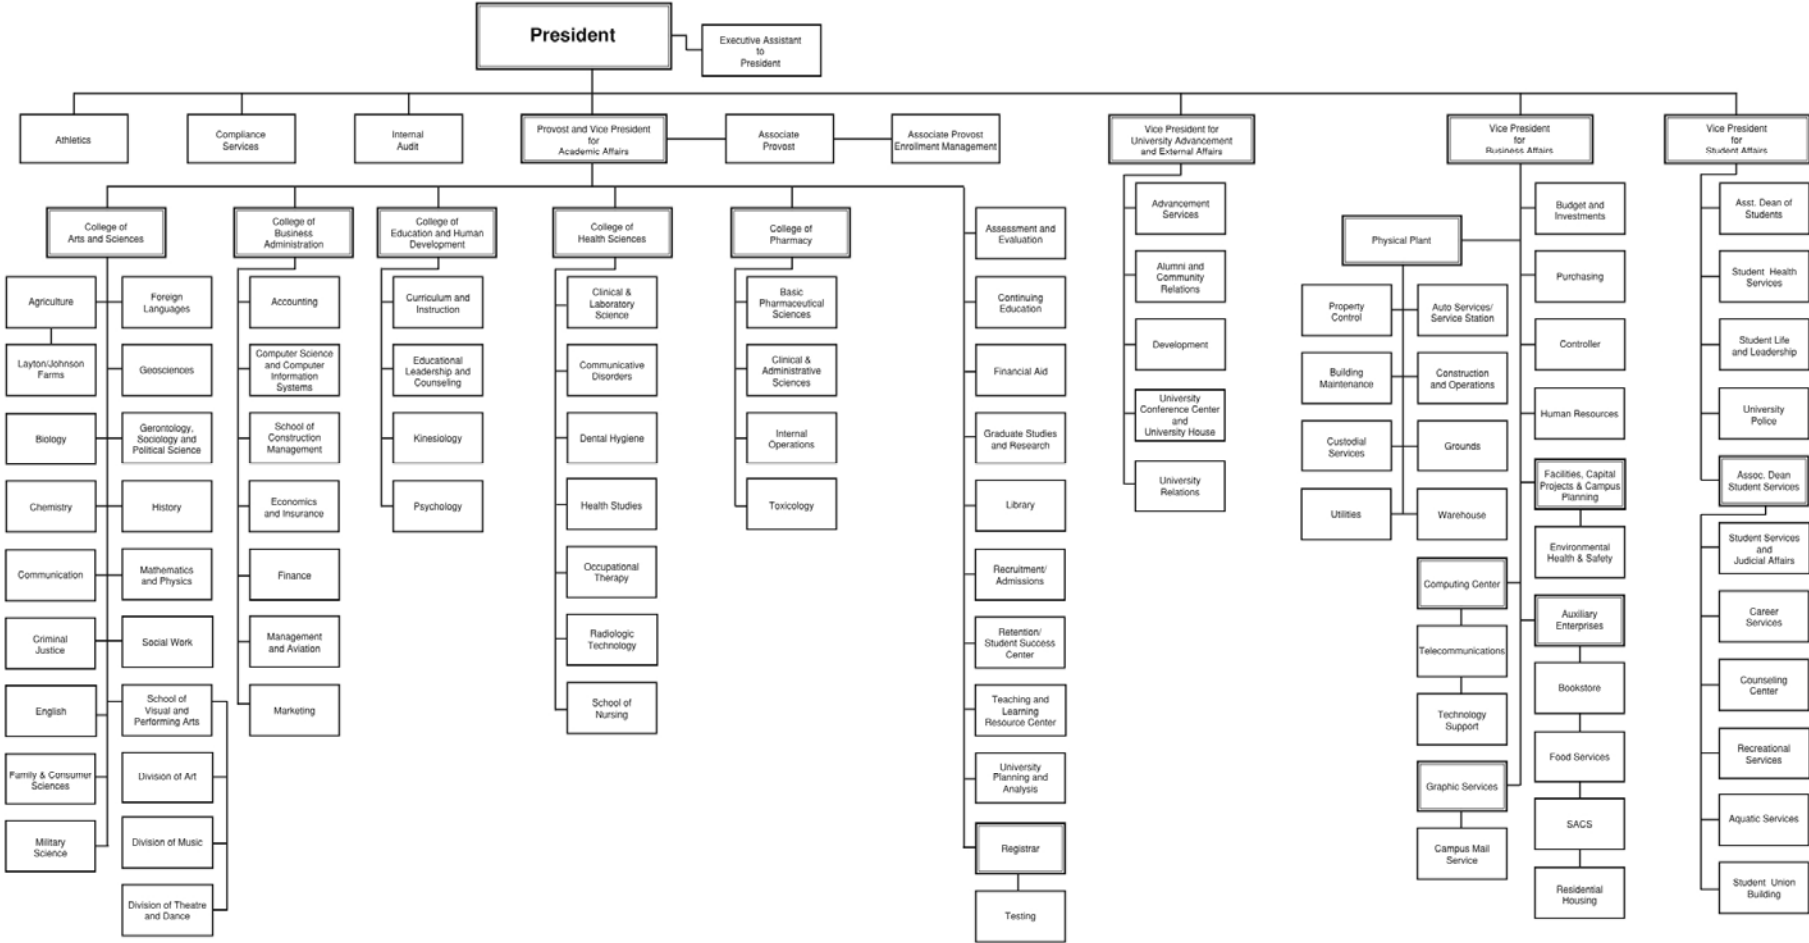 President
Executive Assistant
to
President
Athletics
Compliance
Services
Internal
Audit
Provost and Vice President
for
Academic Affairs
Associate
Provost
Associate Provost
Enrollment Management
Vice President for
University Advancement
and External Affairs
Vice President
for
Business Affairs
Vice President
for
Student Affairs
College of
Arts and Sciences
Agriculture
Layton/Johnson
Farms
Biology
Chemistry
Communication
Criminal
Justice
English
Family & Consumer
Sciences
Military
Science
Foreign
Languages
Geosciences
Gerontology,
Sociology and
Political Science
History
Mathematics
and Physics
Social Work
School of
Visual and
Performing Arts
Division of Art
Division of Music
Division of Theatre
and Dance
College of
Business
Administration
Accounting
Computer Science
and Computer
Information
Systems
School of
Construction
Management
Economics
and Insurance
Finance
Management
and Aviation
Marketing
College of
Education and Human
Development
Curriculum and
Instruction
Educational
Leadership and
Counseling
Kinesiology
Psychology
College of
Health Sciences
Clinical &
Laboratory
Science
Communicative
Disorders
Dental Hygiene
Health Studies
Occupational
Therapy
Radiologic
Technology
School of
Nursing
College of
Pharmacy
Basic
Pharmaceutical
Sciences
Clinical &
Administrative
Sciences
Internal
Operations
Toxicology
Assessment and
Evaluation
Continuing
Education
Financial Aid
Graduate Studies
and Research
Library
Recruitment/
Admissions
Retention/
Student Success
Center
Teaching and
Learning
Resource Center
University
Planning and
Analysis
Registrar
Testing
Advancement
Services
Alumni and
Community
Relations
Development
University
Conference Center
and
University House
University
Relations
Physical Plant
Property
Control
Building
Maintenance
Custodial
Services
Utilities
Auto Services/
Service Station
Construction
and Operations
Grounds
Warehouse
Computing Center
Telecommunications
Technology
Support
Graphic Services
Campus Mail
Service
Budget and
Investments
Purchasing
Controller
Human Resources
Facilities, Capital
Projects & Campus
Planning
Environmental
Health & Safety
Auxiliary
Enterprises
Bookstore
Food Services
SACS
Residential
Housing
Asst. Dean of
Students
Student Health
Services
Student Life
and Leadership
University
Police
Assoc. Dean
Student Services
Student Services
and
Judicial Affairs
Career
Services
Counseling
Center
Recreational
Services
Aquatic Services
Student Union
Building